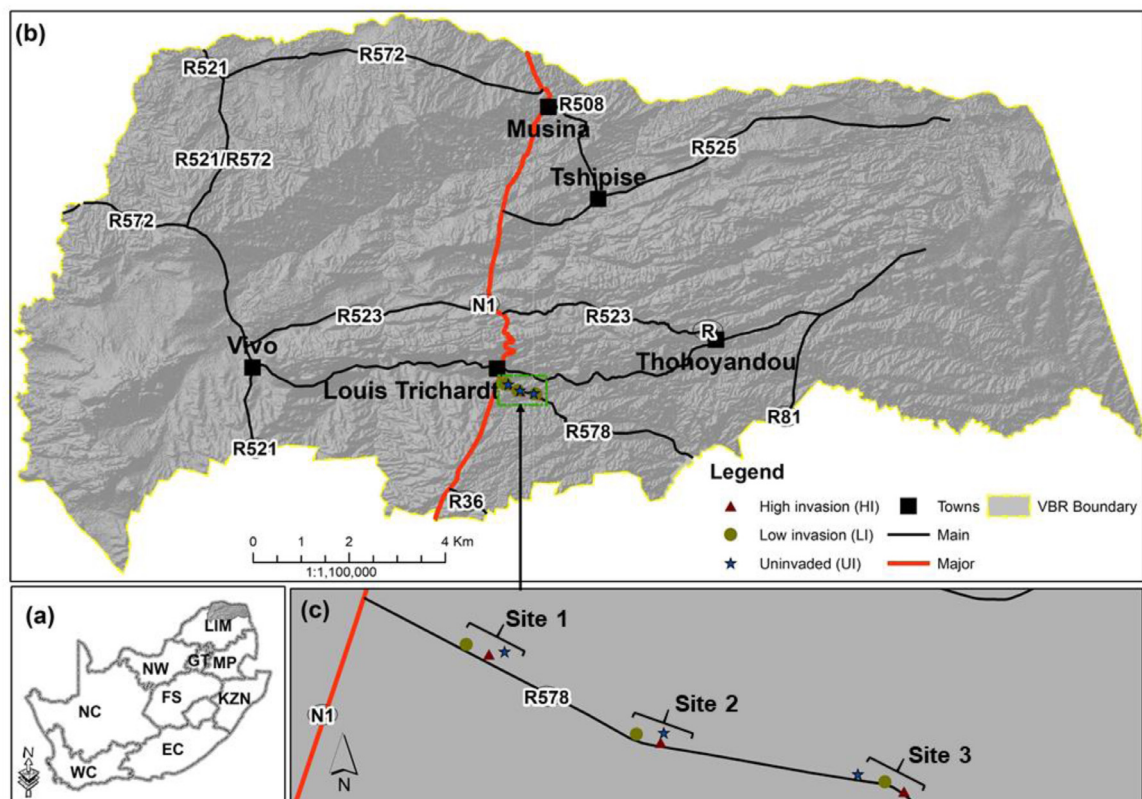 (b)
R521
R572
R508
Musina
R525
R521/R572
Tshipise
R572
N1
R523
R523
R
Vivo
Thohoyandou
Louis Trichardt
R578
R81
R521
R36
Legend
High invasion (HI)
Towns
VBR Boundary
Low invasion (LI)
Main
Uninvaded (UI)
Major
0 1 2 4 Km
1:1,100,000
(a)
LIM
NW
GT
MP
FS
KZN
NC
EC
WC
N
(c)
Site 1
R578
Site 2
N1
Site 3
N